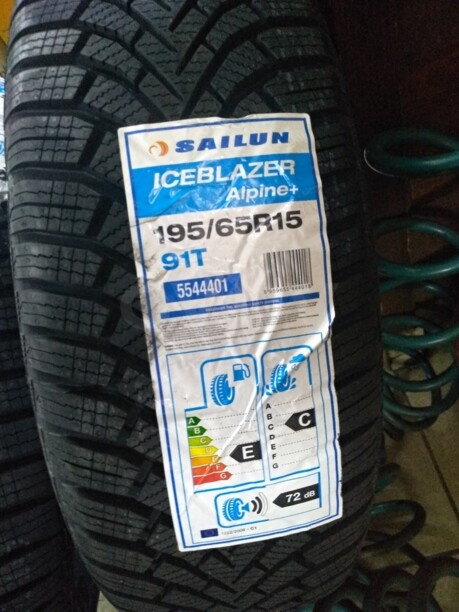 SAILUN
ICEBLAZER
Alpine+
195/65R15
91T
5544401
A
B
C
D
E
F
G
E
A
B
C
D
E
F
G
C
72 dB